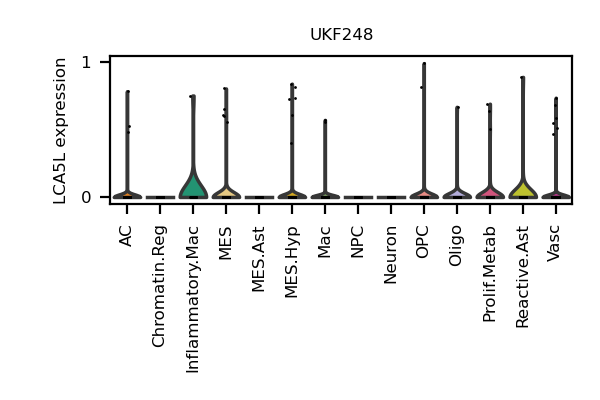 UKF248
LCA5L expression
1
0
AC
Chromatin.Reg
Inflammatory.Mac
MES
MES.Ast
MES.Hyp
Mac
NPC
Neuron
OPC
Oligo
Prolif.Metab
Reactive.Ast
Vasc